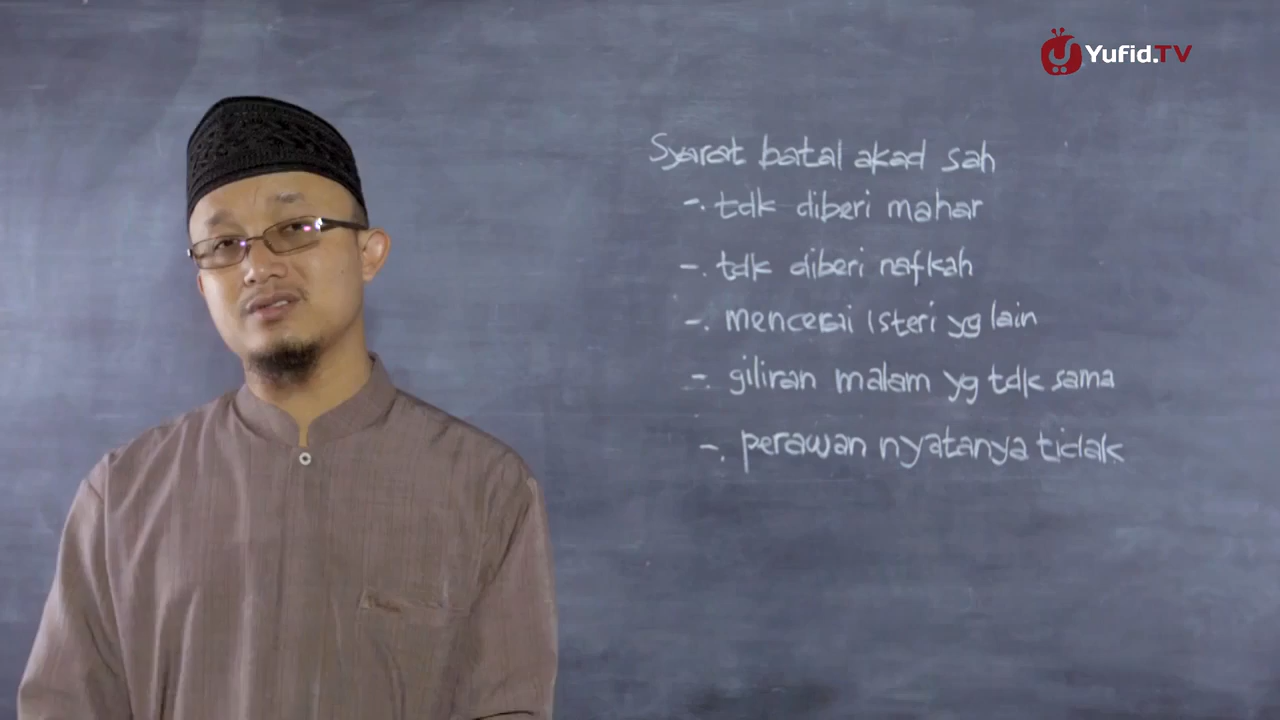 Yufid.TV
Syarat batal akad sah
-. tdk diberi mahar
-. tdk diberi nafkah
-. mencerai isteri yg lain
-. giliran malam yg tdk sama
-. perawan nyatanya tidak